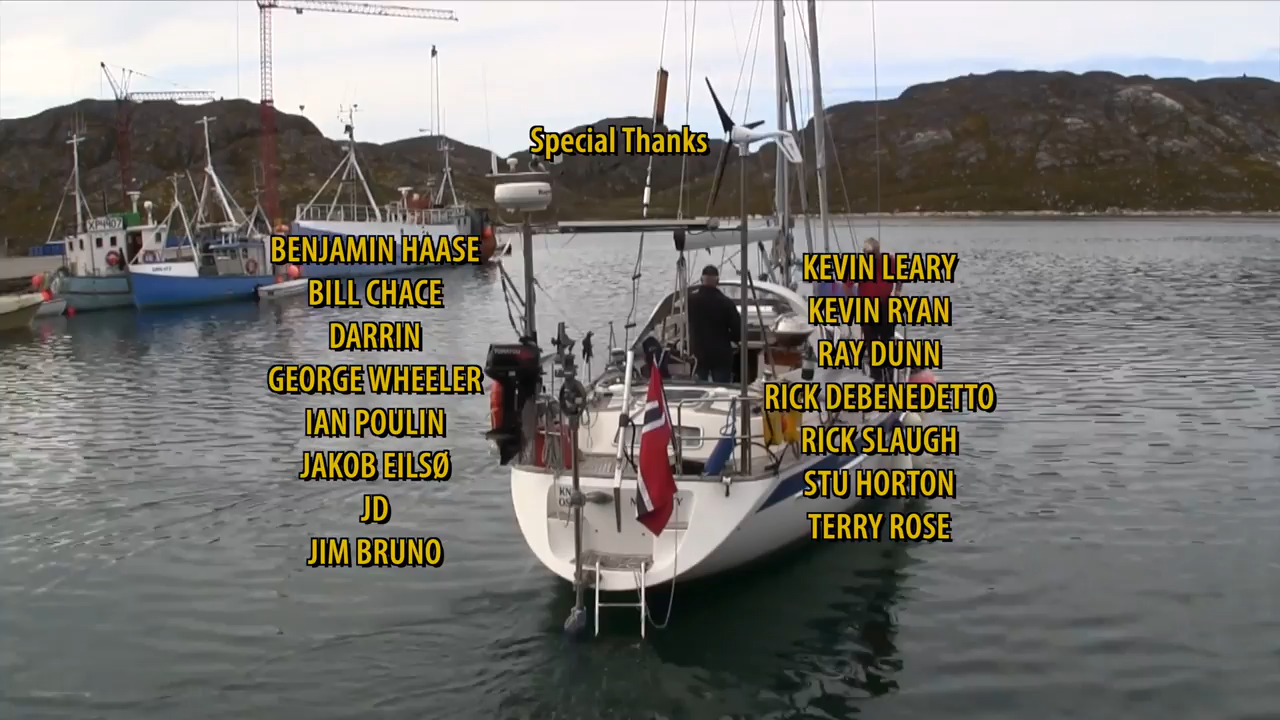 Special Thanks
BENJAMIN HAASE
BILL CHACE
DARRIN
GEORGE WHEELER
IAN POULIN
JAKOB EILSØ
JD
JIM BRUNO
KEVIN LEARY
KEVIN RYAN
RAY DUNN
RICK DEBENEDETTO
RICK SLAUGH
STU HORTON
TERRY ROSE